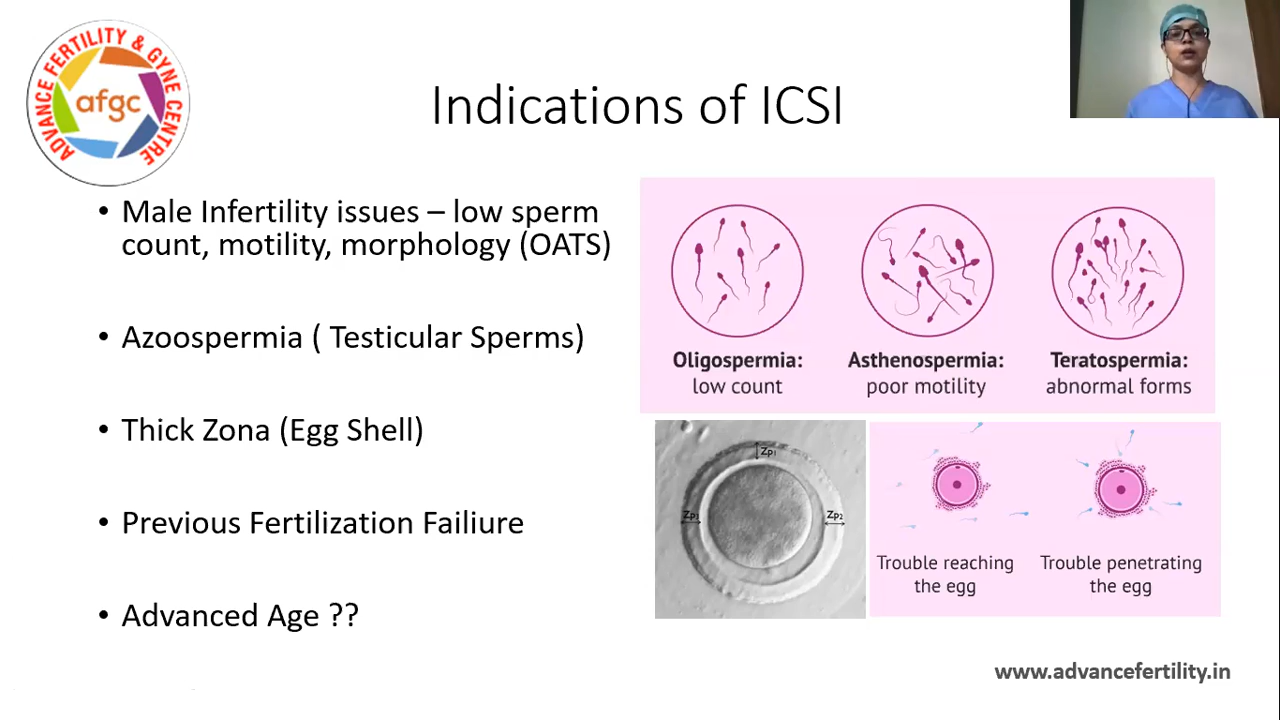 ADVANCE FERTILITY & GYNE CENTRE
afgc
Indications of ICSI
• Male Infertility issues – low sperm
count, motility, morphology (OATS)
• Azoospermia ( Testicular Sperms)
• Thick Zona (Egg Shell)
• Previous Fertilization Failiure
• Advanced Age ??
Oligospermia:
low count
Asthenospermia:
poor motility
Teratospermia:
abnormal forms
Zp1
Zp3
Zp2
Trouble reaching
the egg
Trouble penetrating
the egg
www.advancefertility.in